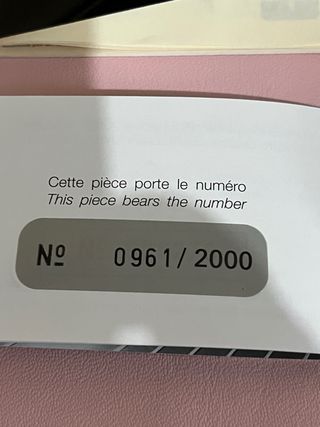 Cette pièce porte le numéro
This piece bears the number
Nº 0961/2000